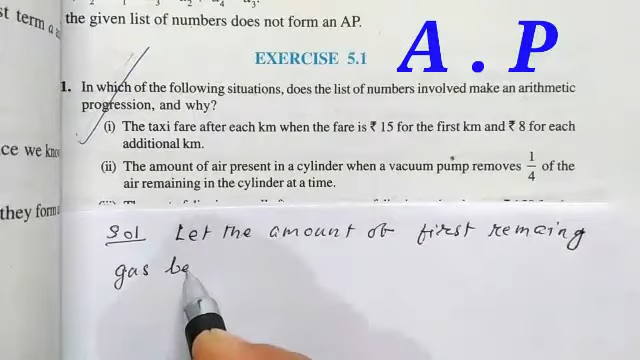 st term a
the given list of numbers does not form an AP.
EXERCISE 5.1
A . P
1. In which of the following situations, does the list of numbers involved make an arithmetic
progression, and why?
(i) The taxi fare after each km when the fare is ₹ 15 for the first km and ₹ 8 for each
additional km.
ce we know
(ii) The amount of air present in a cylinder when a vacuum pump removes 1/4 of the
air remaining in the cylinder at a time.
they form a
Sol Let the amount of first remaing
gas be